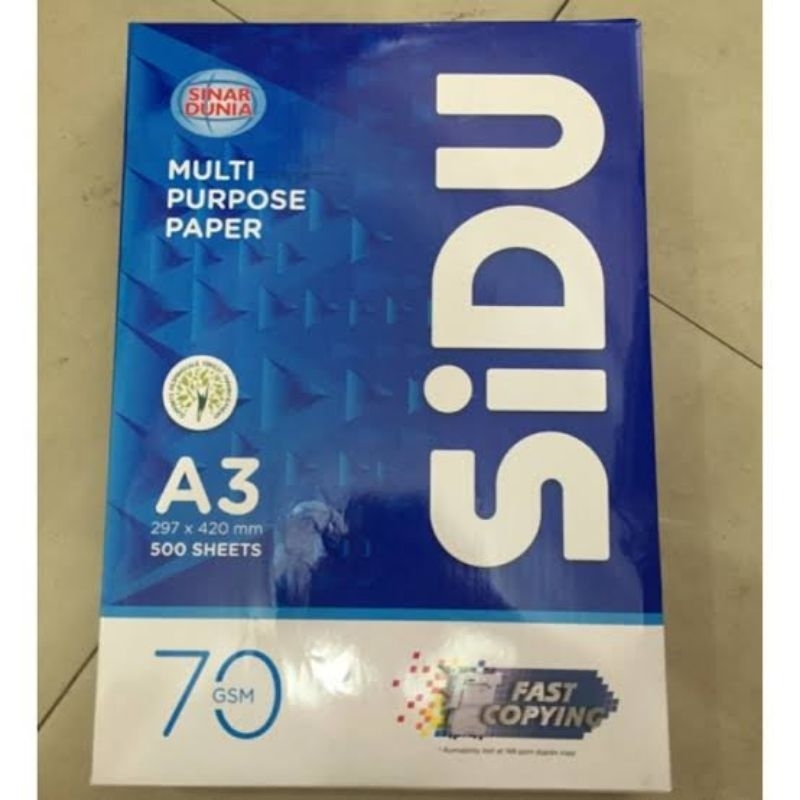 SINAR
DUNIA
MULTI
PURPOSE
PAPER
SiDU
A3
297 x 420 mm
500 SHEETS
70
GSM
FAST
COPYING